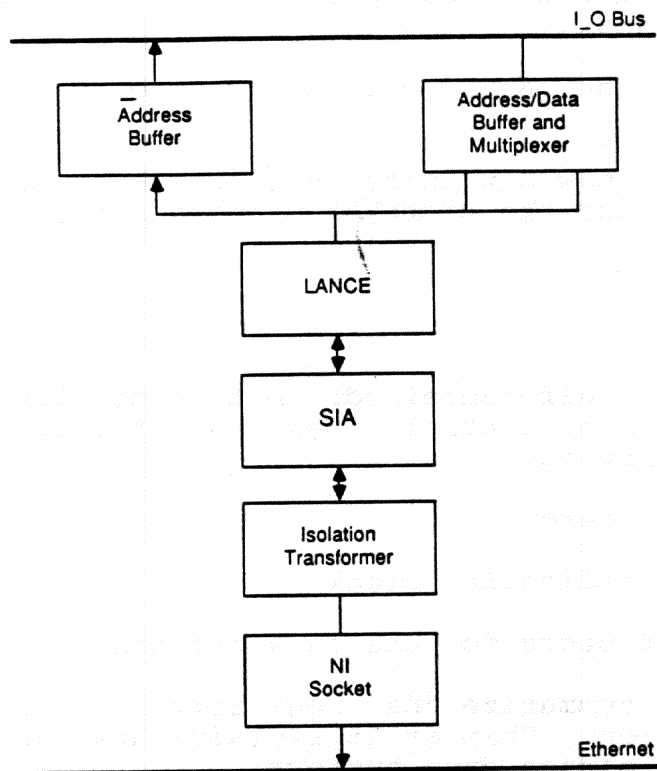 I_O Bus
Address
Buffer
Address/Data
Buffer and
Multiplexer
LANCE
SIA
Isolation
Transformer
NI
Socket
Ethernet